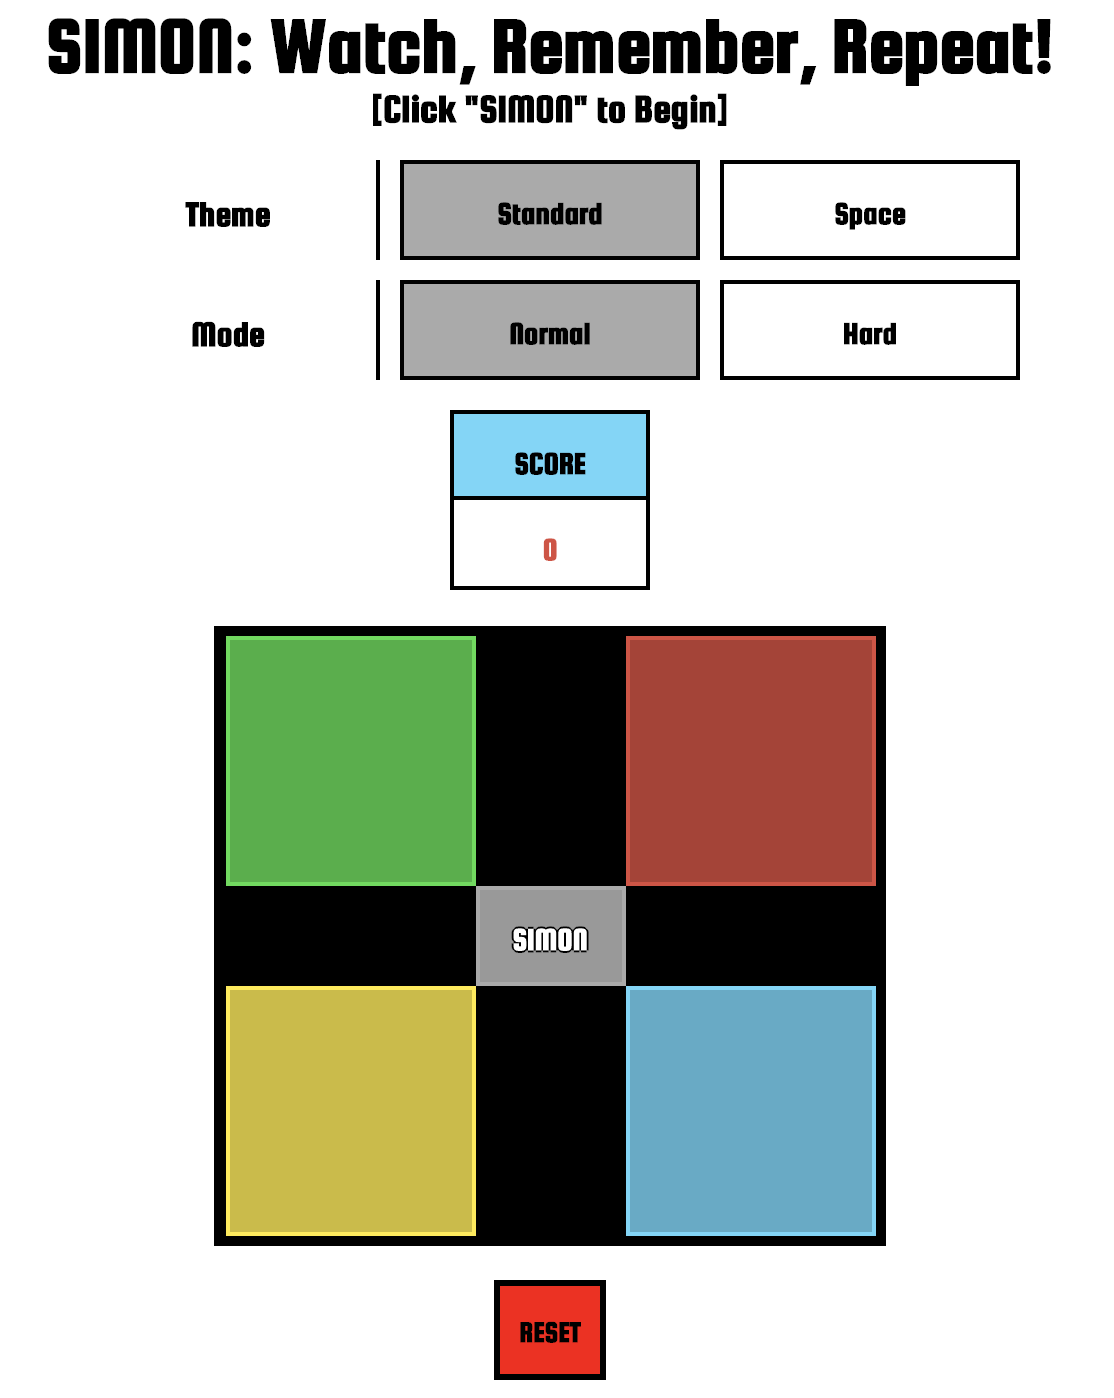 SIMON: Watch, Remember, Repeat!
[Click "SIMON" to Begin]
Theme Standard Space
Mode Normal Hard
SCORE
0
SIMON
RESET